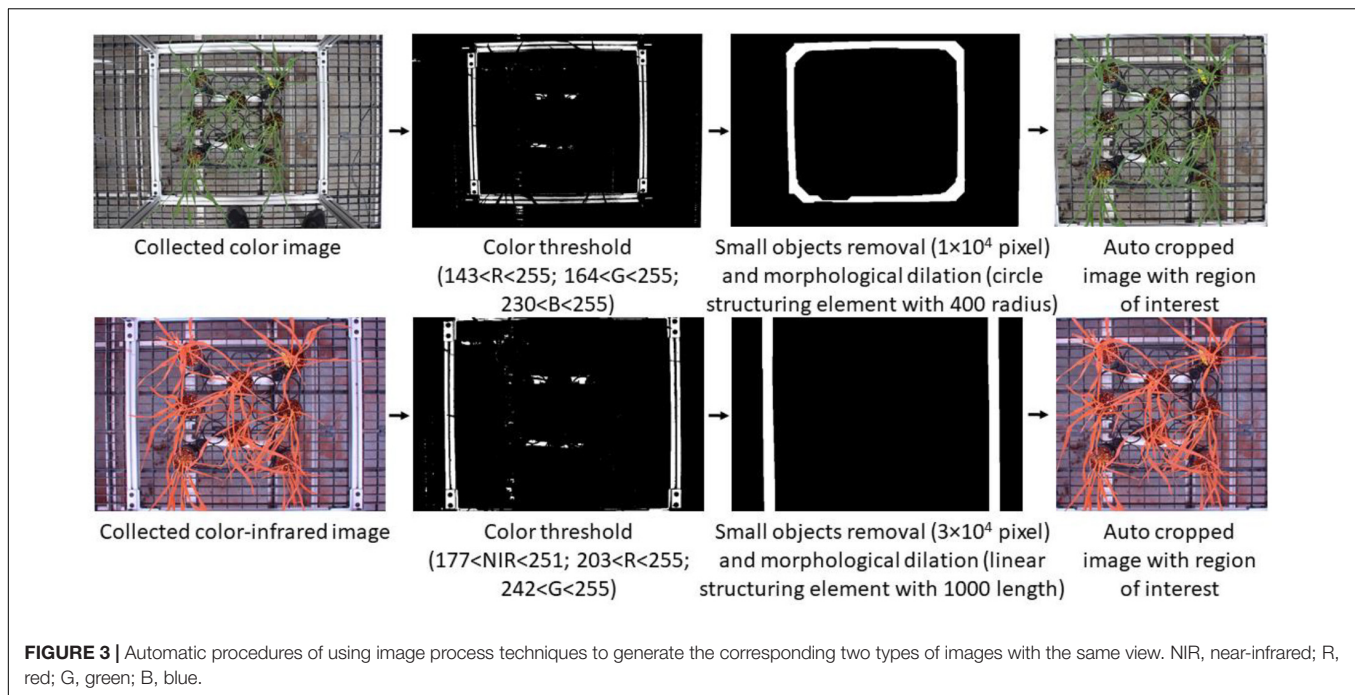 Collected color image
Color threshold
(143<R<255; 164<G<255;
230<B<255)
Small objects removal (1×10⁴ pixel)
and morphological dilation (circle
structuring element with 400 radius)
Auto cropped
image with region
of interest
Collected color-infrared image
Color threshold
(177<NIR<251; 203<R<255;
242<G<255)
Small objects removal (3×10⁴ pixel)
and morphological dilation (linear
structuring element with 1000 length)
Auto cropped
image with region
of interest
FIGURE 3 | Automatic procedures of using image process techniques to generate the corresponding two types of images with the same view. NIR, near-infrared; R,
red; G, green; B, blue.